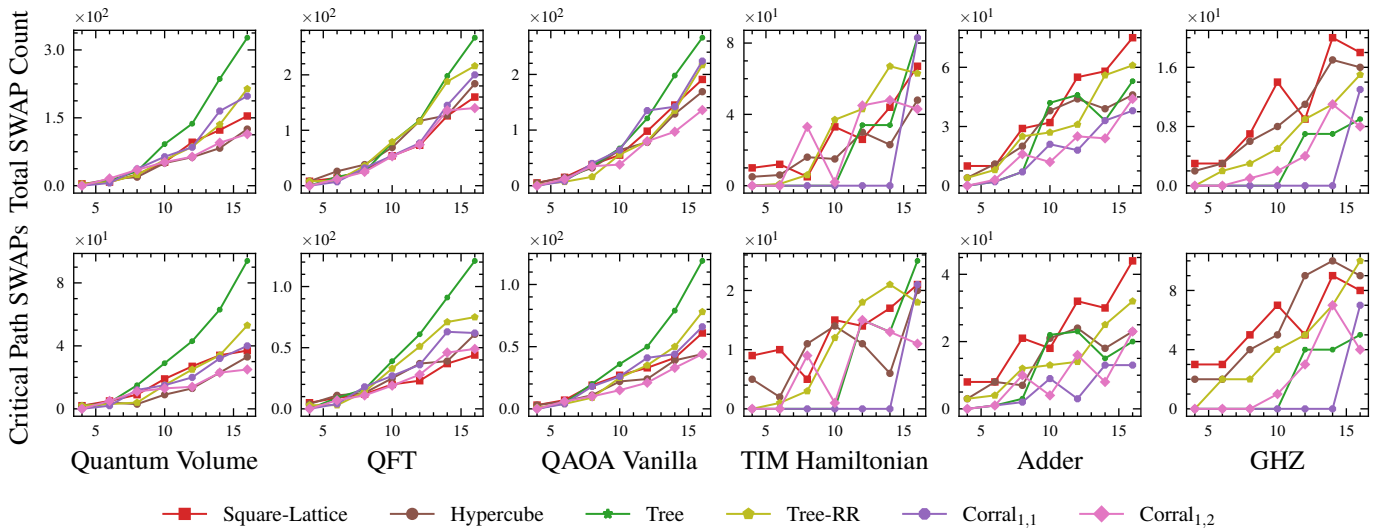 ×10² ×10² ×10² ×10¹ ×10¹ ×10¹
Total SWAP Count
3.0 1.5 0.0
2 1 0
2 1 0
8 4 0
6 3 0
1.6 0.8 0.0
5 10 15 5 10 15 5 10 15 5 10 15 5 10 15 5 10 15
×10¹ ×10² ×10² ×10¹ ×10¹
Critical Path SWAPs
8 4 0
1.0 0.5 0.0
1.0 0.5 0.0
2 1 0
4 2 0
8 4 0
5 10 15 5 10 15 5 10 15 5 10 15 5 10 15 5 10 15
Quantum Volume QFT QAOA Vanilla TIM Hamiltonian Adder GHZ
Square-Lattice Hypercube Tree Tree-RR Corral₁,₁ Corral₁,₂